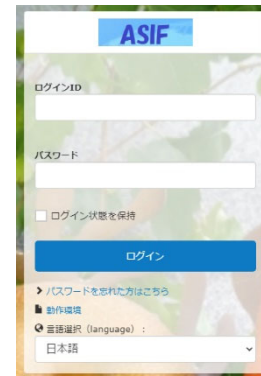 ASIF
ログインID
パスワード
ログイン状態を保持
ログイン
パスワードを忘れた方はこちら
動作環境
言語選択（language）：
日本語